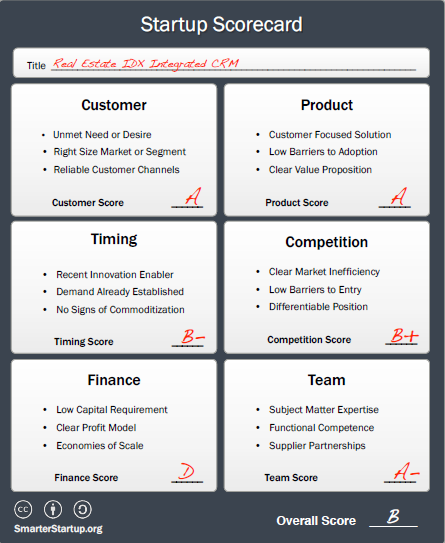 Startup Scorecard
Title Real Estate IDX Integrated CRM
Customer
• Unmet Need or Desire
• Right Size Market or Segment
• Reliable Customer Channels
Customer Score A
Product
• Customer Focused Solution
• Low Barriers to Adoption
• Clear Value Proposition
Product Score A
Timing
• Recent Innovation Enabler
• Demand Already Established
• No Signs of Commoditization
Timing Score B-
Competition
• Clear Market Inefficiency
• Low Barriers to Entry
• Differentiable Position
Competition Score B+
Finance
• Low Capital Requirement
• Clear Profit Model
• Economies of Scale
Finance Score D
Team
• Subject Matter Expertise
• Functional Competence
• Supplier Partnerships
Team Score A-
cc
SmarterStartup.org
Overall Score B